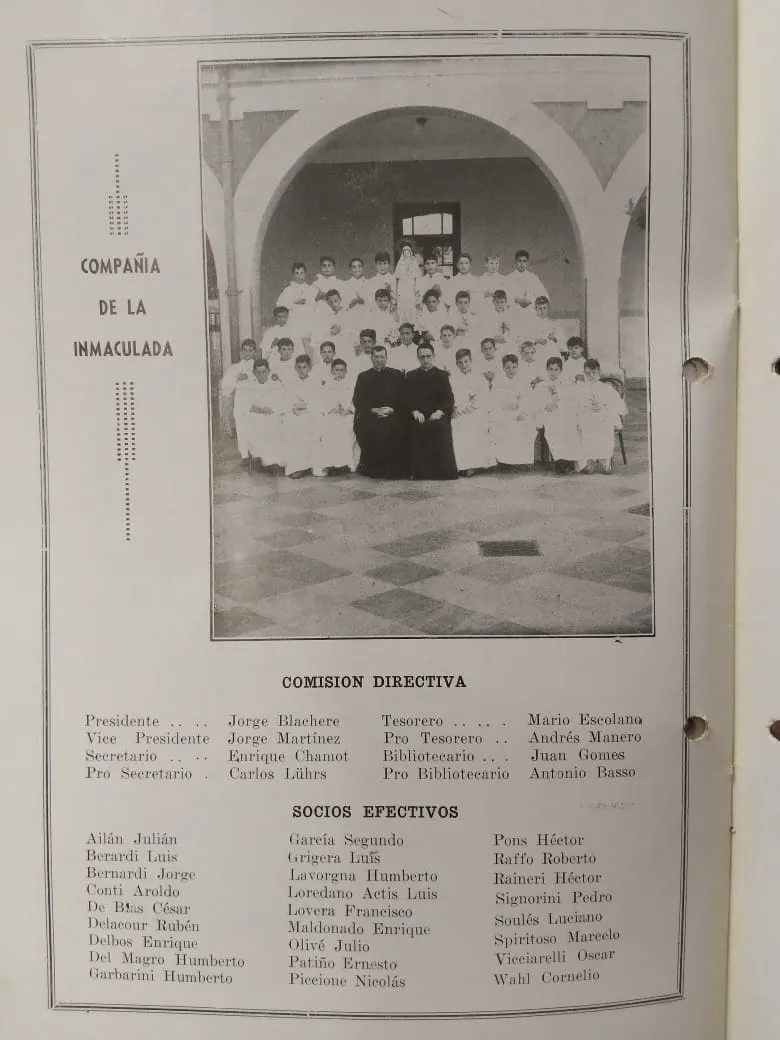 COMPAÑIA
DE LA
INMACULADA
COMISION DIRECTIVA
Presidente .. .. Jorge Blachere
Vice Presidente Jorge Martínez
Secretario .. .. Enrique Chamot
Pro Secretario . Carlos Lührs
Tesorero .. .. . Mario Escolano
Pro Tesorero .. Andrés Manero
Bibliotecario .. . Juan Gomes
Pro Bibliotecario Antonio Basso
SOCIOS EFECTIVOS
Ailán Julián
Berardi Luis
Bernardi Jorge
Conti Aroldo
De Blas César
Delacour Rubén
Delbos Enrique
Del Magro Humberto
Garbarini Humberto
García Segundo
Grigera Luis
Lavorgna Humberto
Loredano Actis Luis
Lovera Francisco
Maldonado Enrique
Olivé Julio
Patiño Ernesto
Piccione Nicolás
Pons Héctor
Raffo Roberto
Raineri Héctor
Signorini Pedro
Soulés Luciano
Spiritoso Marcelo
Vicciarelli Oscar
Wahl Cornelio